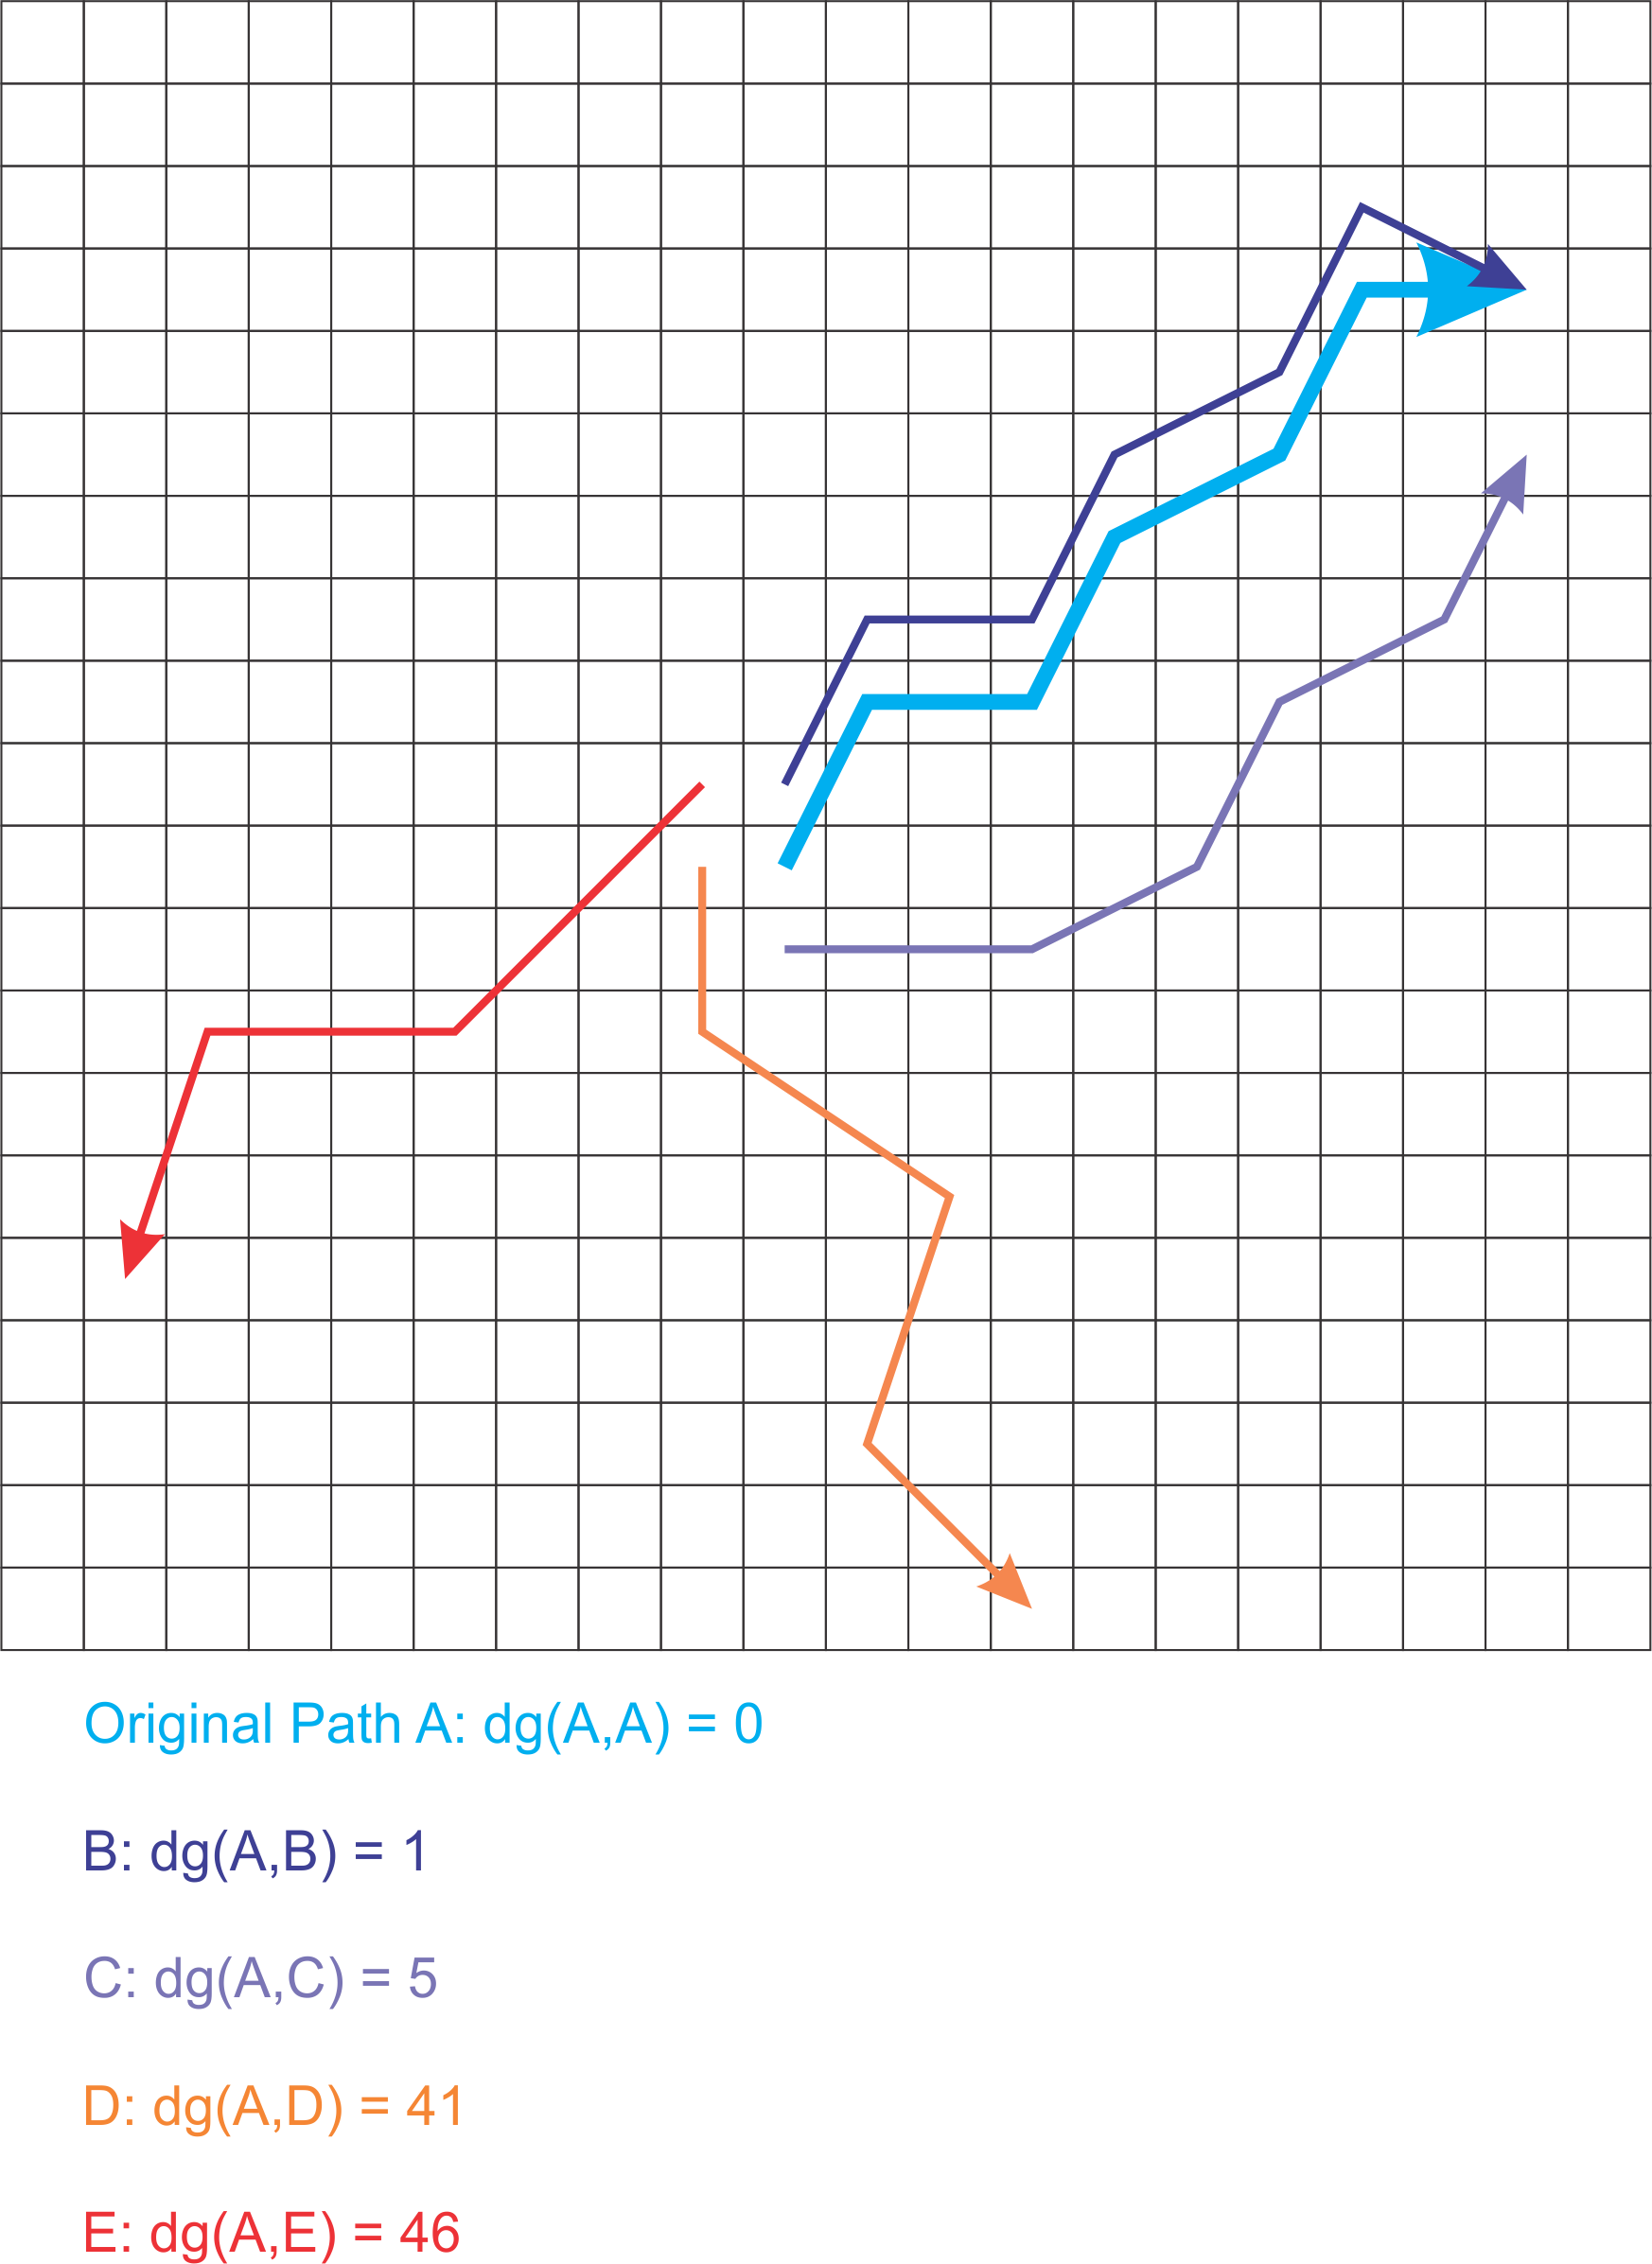 Original Path A: dg(A,A) = 0
B: dg(A,B) = 1
C: dg(A,C) = 5
D: dg(A,D) = 41
E: dg(A,E) = 46